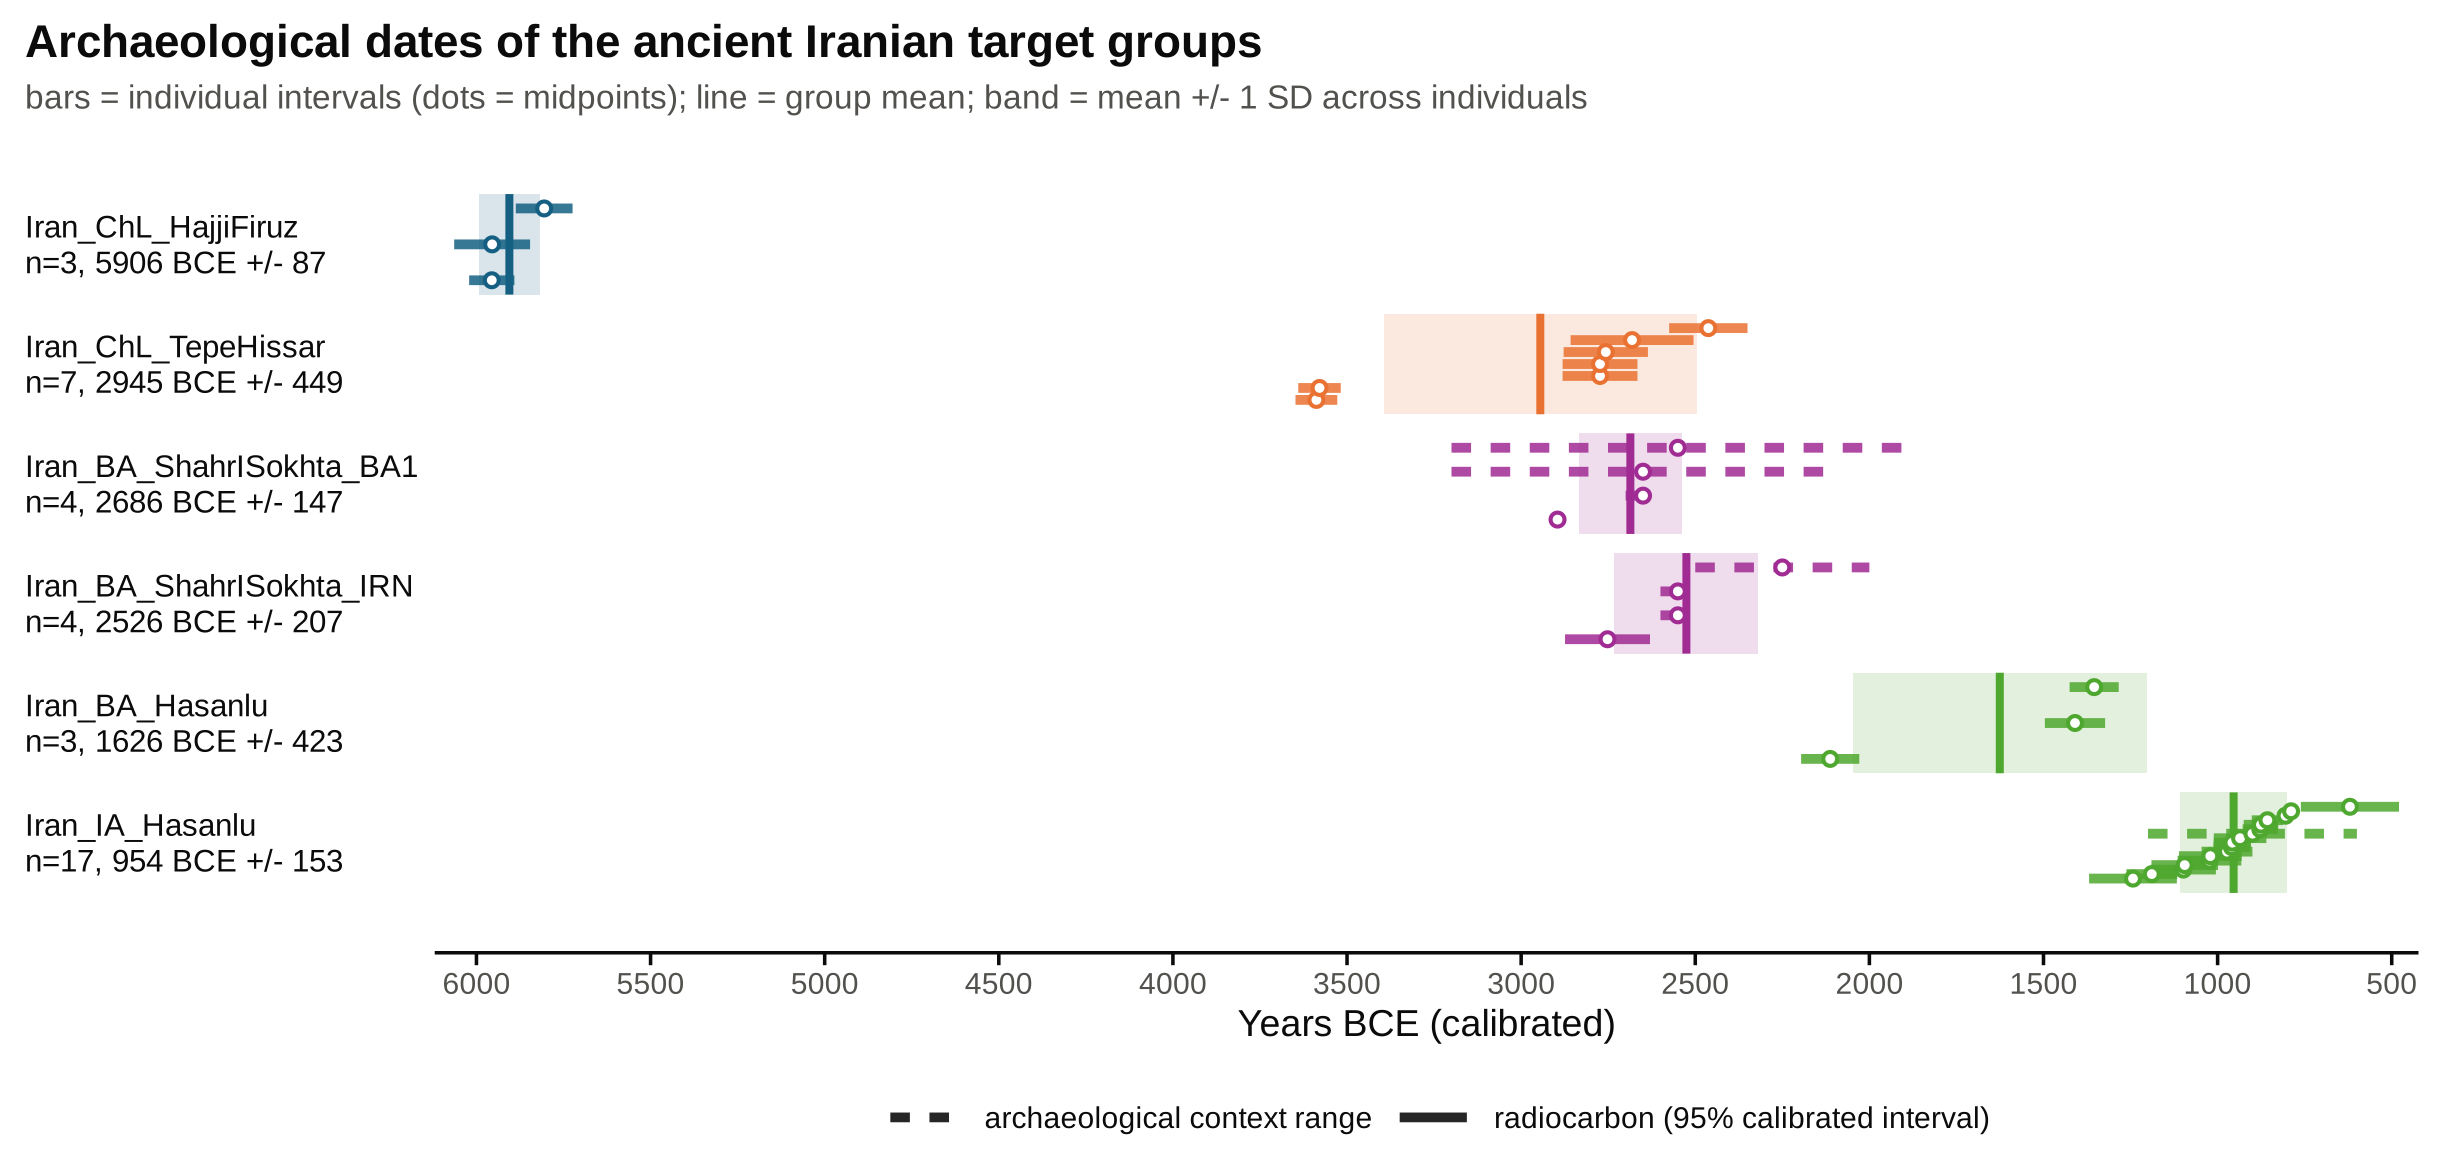 Archaeological dates of the ancient Iranian target groups
bars = individual intervals (dots = midpoints); line = group mean; band = mean +/- 1 SD across individuals
Iran_ChL_HajjiFiruz
n=3, 5906 BCE +/- 87
Iran_ChL_TepeHissar
n=7, 2945 BCE +/- 449
Iran_BA_ShahrISokhta_BA1
n=4, 2686 BCE +/- 147
Iran_BA_ShahrISokhta_IRN
n=4, 2526 BCE +/- 207
Iran_BA_Hasanlu
n=3, 1626 BCE +/- 423
Iran_IA_Hasanlu
n=17, 954 BCE +/- 153
6000 5500 5000 4500 4000 3500 3000 2500 2000 1500 1000 500
Years BCE (calibrated)
archaeological context range radiocarbon (95% calibrated interval)